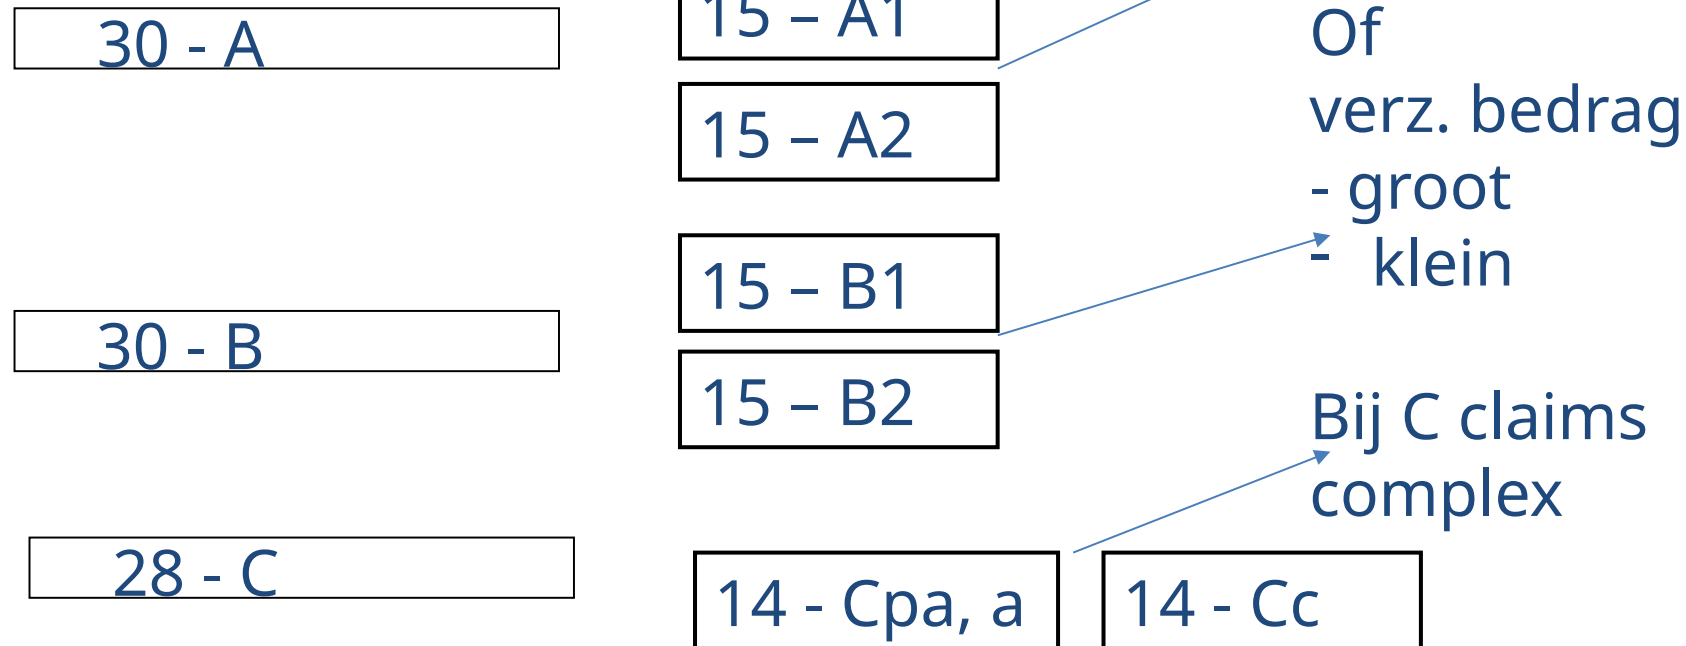 30 - A
15 – A1
15 – A2
Of
verz. bedrag
- groot
- klein
15 – B1
30 - B
15 – B2
Bij C claims
complex
28 - C
14 - Cpa, a
14 - Cc